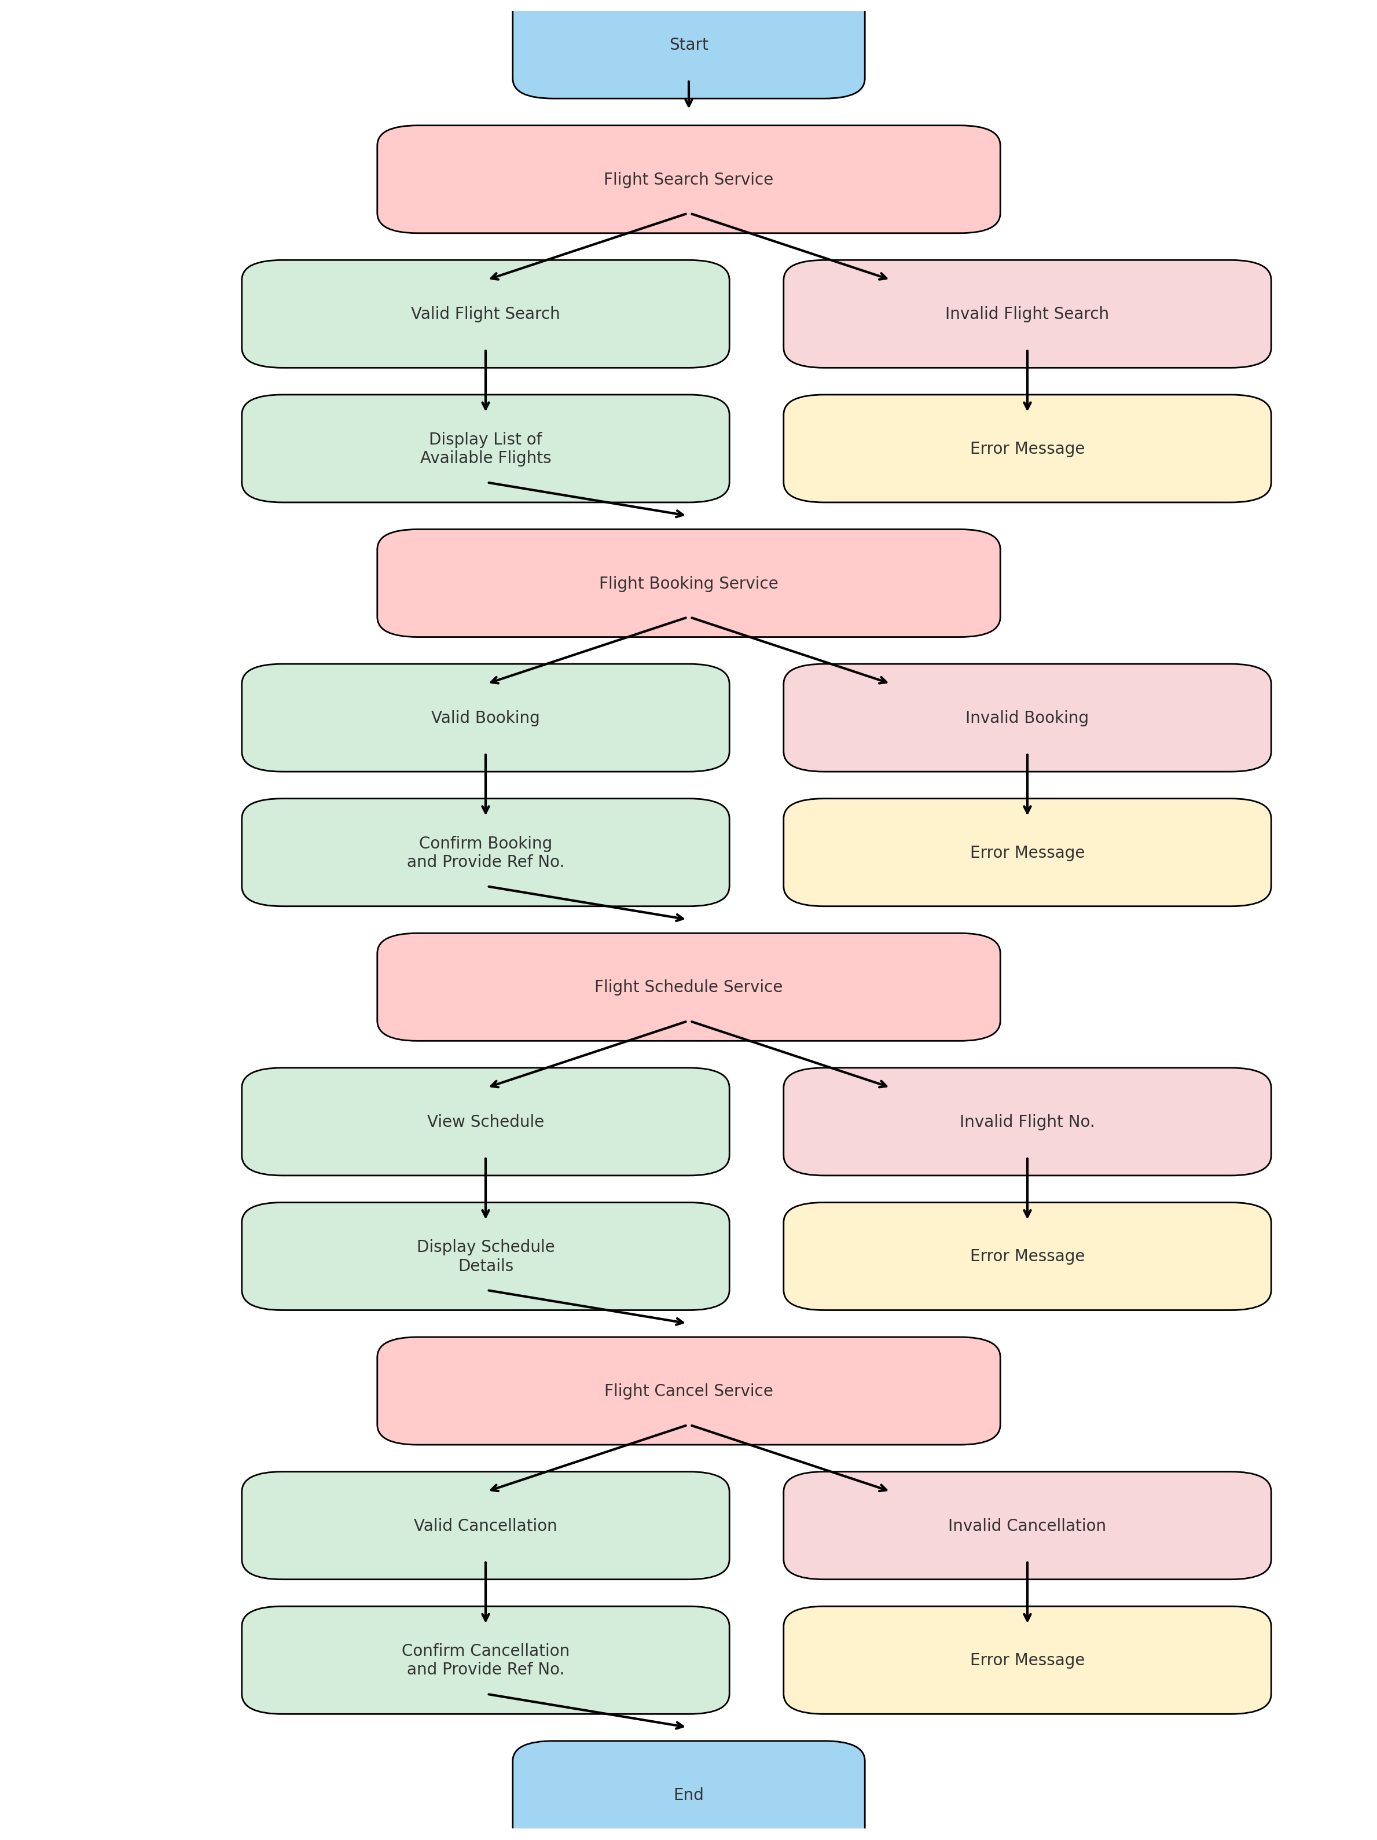 Start
Flight Search Service
Valid Flight Search
Invalid Flight Search
Display List of
Available Flights
Error Message
Flight Booking Service
Valid Booking
Invalid Booking
Confirm Booking
and Provide Ref No.
Error Message
Flight Schedule Service
View Schedule
Invalid Flight No.
Display Schedule
Details
Error Message
Flight Cancel Service
Valid Cancellation
Invalid Cancellation
Confirm Cancellation
and Provide Ref No.
Error Message
End